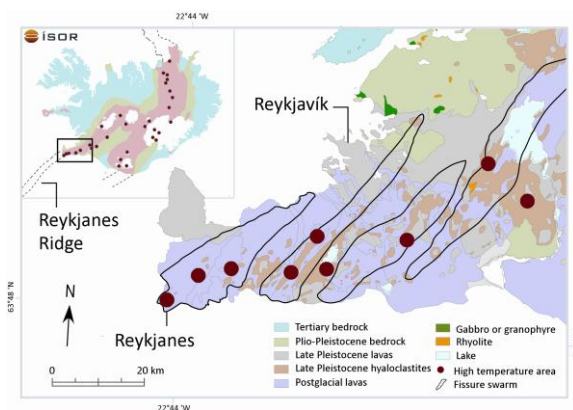 22°44 'W
ÍSOR
Reykjavík
Reykjanes
Ridge
63°48 'N
N
Reykjanes
0
20 km
22°44 'W
Tertiary bedrock
Plio-Pleistocene bedrock
Late Pleistocene lavas
Late Pleistocene hyaloclastites
Postglacial lavas
Gabbro or granophyre
Rhyolite
Lake
High temperature area
Fissure swarm